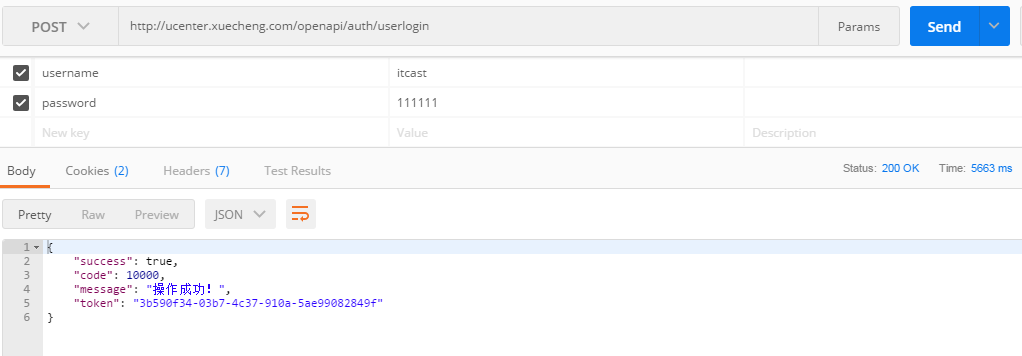 POST http://ucenter.xuecheng.com/openapi/auth/userlogin Params Send
username itcast
password 111111
New key Value Description
Body Cookies (2) Headers (7) Test Results Status: 200 OK Time: 5663 ms
Pretty Raw Preview JSON
1 {
2 "success": true,
3 "code": 10000,
4 "message": "操作成功！",
5 "token": "3b590f34-03b7-4c37-910a-5ae99082849f"
6 }